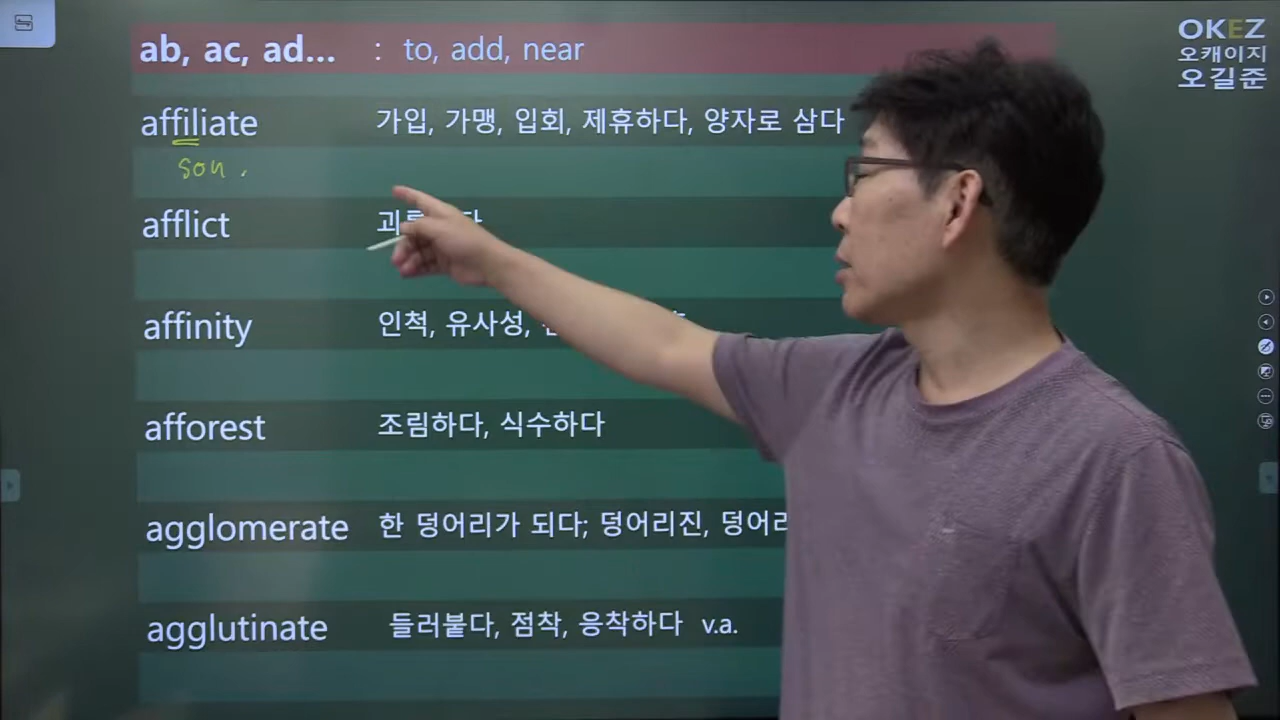 ab, ac, ad... : to, add, near
OKEZ
오캐이지
오길준
affiliate 가입, 가맹, 입회, 제휴하다, 양자로 삼다
son .
afflict
affinity 인척, 유사성,
afforest 조림하다, 식수하다
agglomerate 한 덩어리가 되다; 덩어리진,
agglutinate 들러붙다, 점착, 응착하다 v.a.